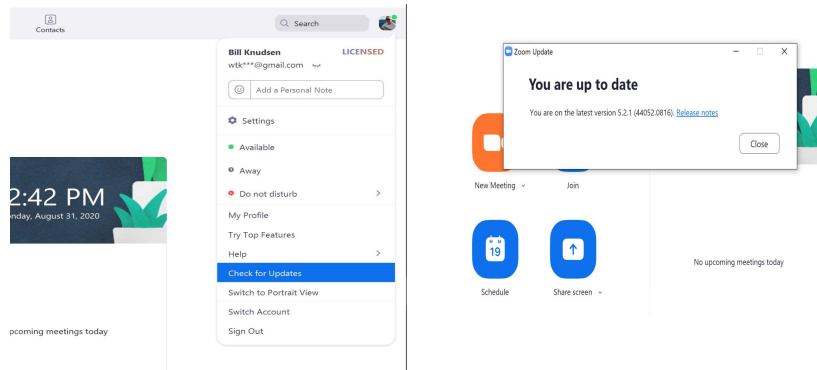 Contacts
Search
Bill Knudsen LICENSED
wtk***@gmail.com
Add a Personal Note
Settings
Available
Away
Do not disturb
My Profile
Try Top Features
Help
Check for Updates
Switch to Portrait View
Switch Account
Sign Out
2:42 PM
nday, August 31, 2020
pcoming meetings today
Zoom Update
You are up to date
You are on the latest version 5.2.1 (44052.0816). Release notes
Close
New Meeting
Join
19
Schedule
Share screen
No upcoming meetings today